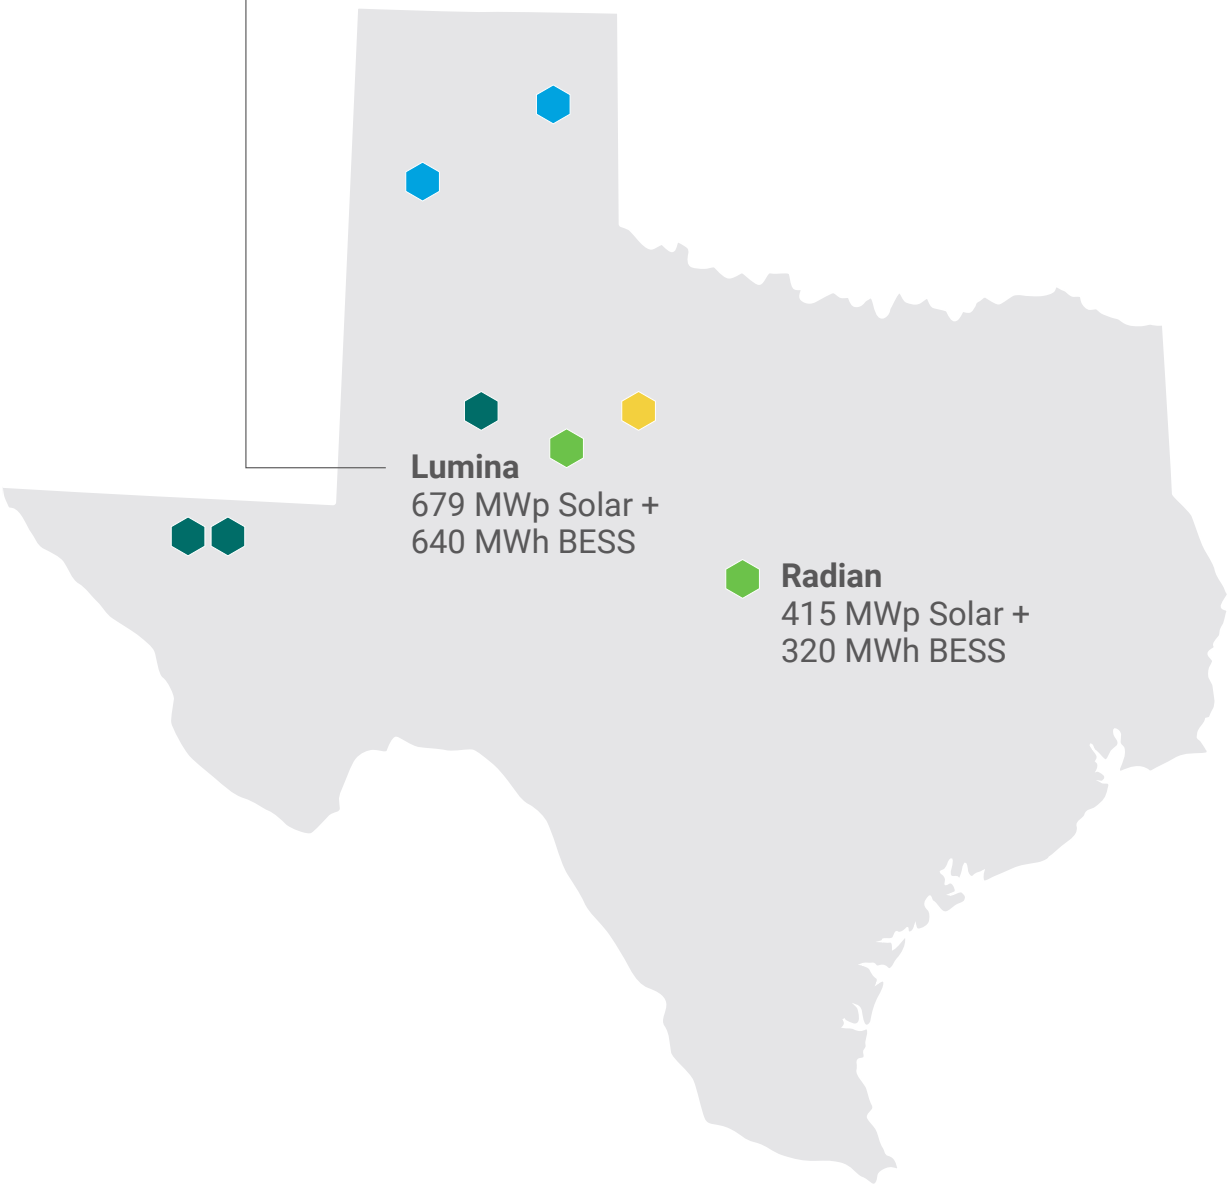 Lumina
679 MWp Solar +
640 MWh BESS
Radian
415 MWp Solar +
320 MWh BESS